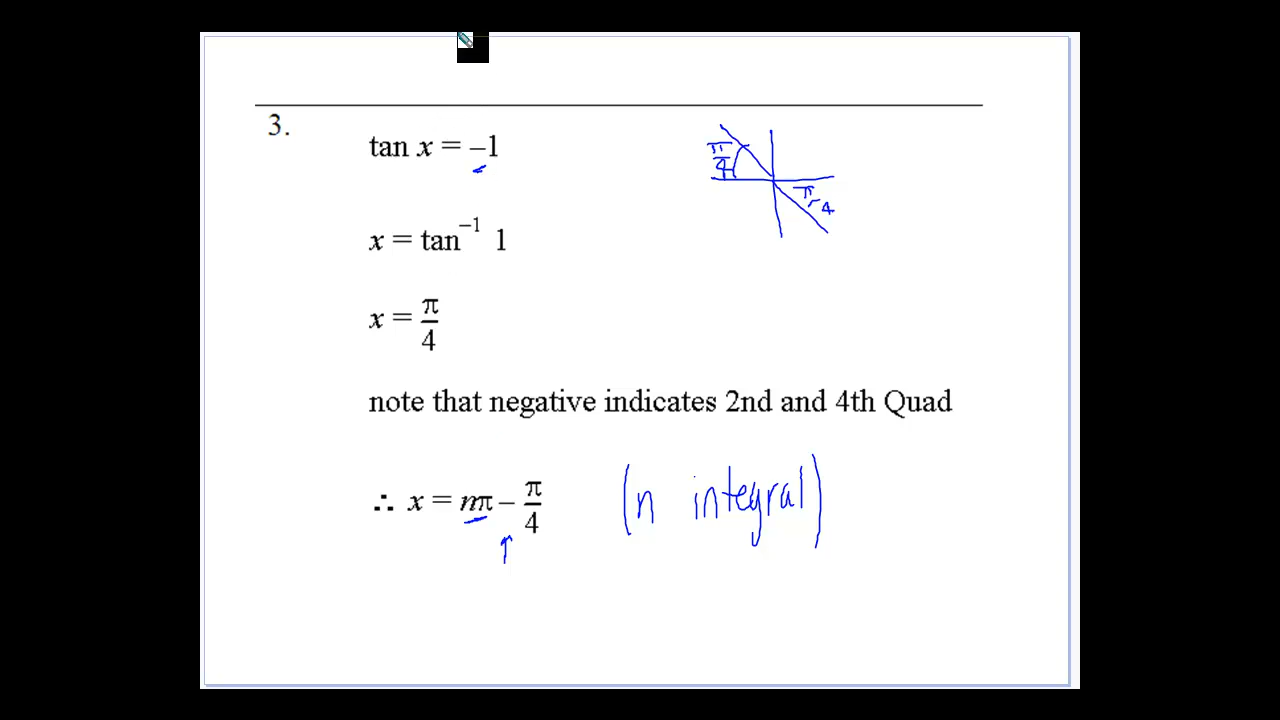 3.
tan x = –1
π/4
π/4
x = tan⁻¹ 1
x = π/4
note that negative indicates 2nd and 4th Quad
∴ x = nπ – π/4 (n integral)